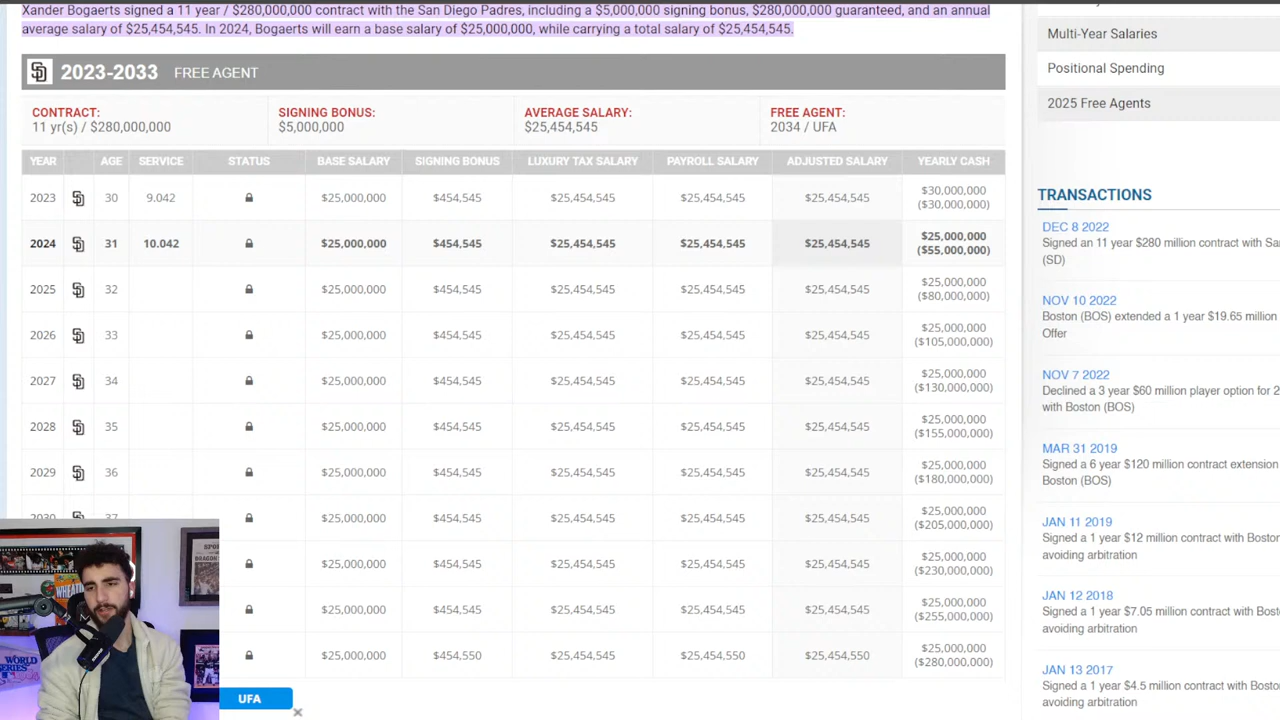 Xander Bogaerts signed a 11 year / $280,000,000 contract with the San Diego Padres, including a $5,000,000 signing bonus, $280,000,000 guaranteed, and an annual
average salary of $25,454,545. In 2024, Bogaerts will earn a base salary of $25,000,000, while carrying a total salary of $25,454,545.
2023-2033 FREE AGENT
CONTRACT: SIGNING BONUS: AVERAGE SALARY: FREE AGENT:
11 yr(s) / $280,000,000 $5,000,000 $25,454,545 2034 / UFA
YEAR AGE SERVICE STATUS BASE SALARY SIGNING BONUS LUXURY TAX SALARY PAYROLL SALARY ADJUSTED SALARY YEARLY CASH
2023 30 9.042 $25,000,000 $454,545 $25,454,545 $25,454,545 $25,454,545 $30,000,000
($30,000,000)
2024 31 10.042 $25,000,000 $454,545 $25,454,545 $25,454,545 $25,454,545 $25,000,000
($55,000,000)
2025 32 $25,000,000 $454,545 $25,454,545 $25,454,545 $25,454,545 $25,000,000
($80,000,000)
2026 33 $25,000,000 $454,545 $25,454,545 $25,454,545 $25,454,545 $25,000,000
($105,000,000)
2027 34 $25,000,000 $454,545 $25,454,545 $25,454,545 $25,454,545 $25,000,000
($130,000,000)
2028 35 $25,000,000 $454,545 $25,454,545 $25,454,545 $25,454,545 $25,000,000
($155,000,000)
2029 36 $25,000,000 $454,545 $25,454,545 $25,454,545 $25,454,545 $25,000,000
($180,000,000)
2030 37 $25,000,000 $454,545 $25,454,545 $25,454,545 $25,454,545 $25,000,000
($205,000,000)
$25,000,000 $454,545 $25,454,545 $25,454,545 $25,454,545 $25,000,000
($230,000,000)
$25,000,000 $454,545 $25,454,545 $25,454,545 $25,454,545 $25,000,000
($255,000,000)
$25,000,000 $454,550 $25,454,545 $25,454,550 $25,454,550 $25,000,000
($280,000,000)
UFA
Multi-Year Salaries
Positional Spending
2025 Free Agents
TRANSACTIONS
DEC 8 2022
Signed an 11 year $280 million contract with Sa
(SD)
NOV 10 2022
Boston (BOS) extended a 1 year $19.65 million
Offer
NOV 7 2022
Declined a 3 year $60 million player option for 2
with Boston (BOS)
MAR 31 2019
Signed a 6 year $120 million contract extension
Boston (BOS)
JAN 11 2019
Signed a 1 year $12 million contract with Bost
avoiding arbitration
JAN 12 2018
Signed a 1 year $7.05 million contract with Bost
avoiding arbitration
JAN 13 2017
Signed a 1 year $4.5 million contract with Bost
avoiding arbitration
WHEATIES
WORLD
SERIES